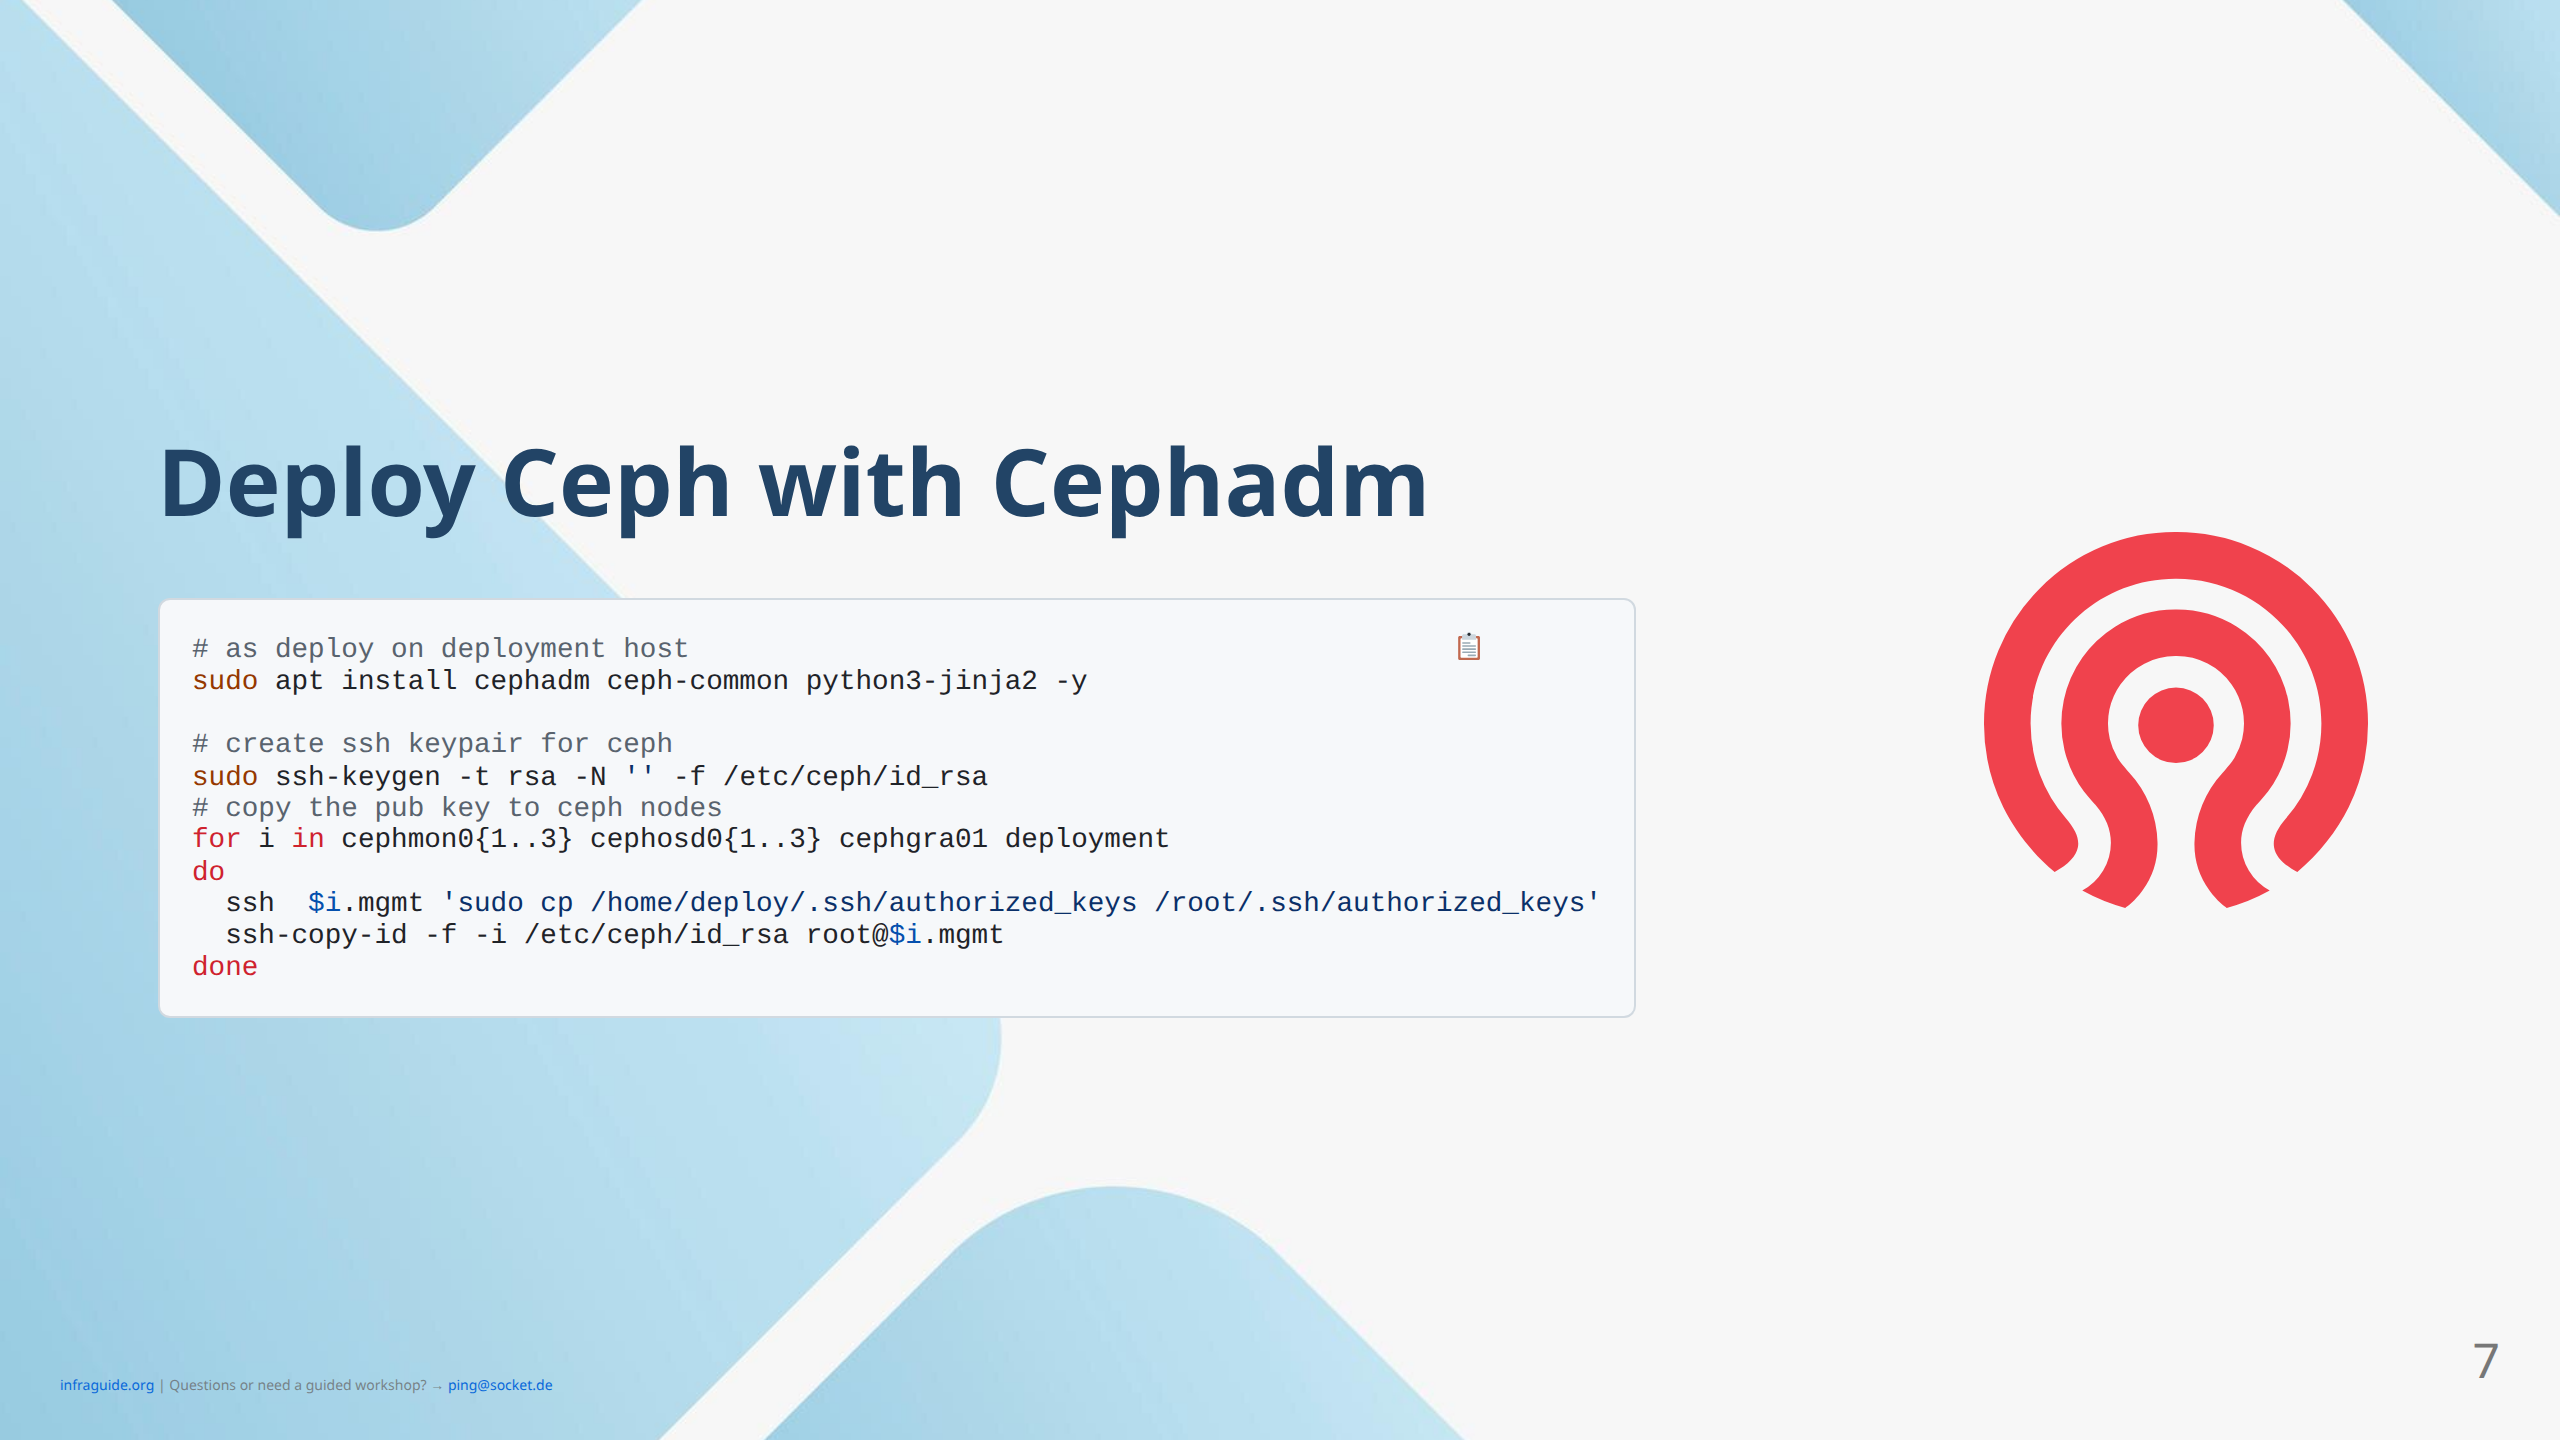 Deploy Ceph with Cephadm
# as deploy on deployment host
sudo apt install cephadm ceph-common python3-jinja2 -y
# create ssh keypair for ceph
sudo ssh-keygen -t rsa -N '' -f /etc/ceph/id_rsa
# copy the pub key to ceph nodes
for i in cephmon0{1..3} cephosd0{1..3} cephgra01 deployment
do
  ssh  $i.mgmt 'sudo cp /home/deploy/.ssh/authorized_keys /root/.ssh/authorized_keys'
  ssh-copy-id -f -i /etc/ceph/id_rsa root@$i.mgmt
done
infraguide.org | Questions or need a guided workshop? → ping@socket.de
7